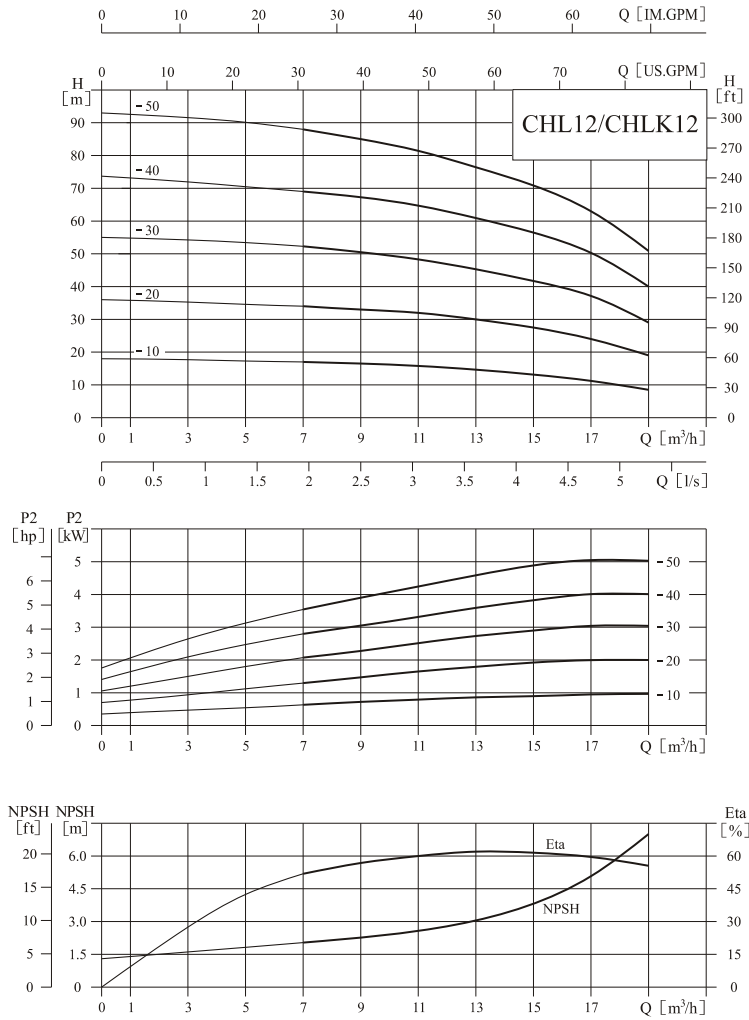 0 10 20 30 40 50 60 Q [IM.GPM]
0 10 20 30 40 50 60 70 Q [US.GPM]
H
[m]
H
[ft]
CHL12/CHLK12
-50
-40
-30
-20
-10
90
80
70
60
50
40
30
20
10
0
300
270
240
210
180
150
120
90
60
30
0
0 1 3 5 7 9 11 13 15 17 Q [m³/h]
0 0.5 1 1.5 2 2.5 3 3.5 4 4.5 5 Q [l/s]
P2
[hp]
P2
[kW]
6
5
4
3
2
1
0
5
4
3
2
1
0
-50
-40
-30
-20
-10
0 1 3 5 7 9 11 13 15 17 Q [m³/h]
NPSH
[ft]
NPSH
[m]
Eta
[%]
20
15
10
5
0
6.0
4.5
3.0
1.5
0
Eta
NPSH
60
45
30
15
0
0 1 3 5 7 9 11 13 15 17 Q [m³/h]